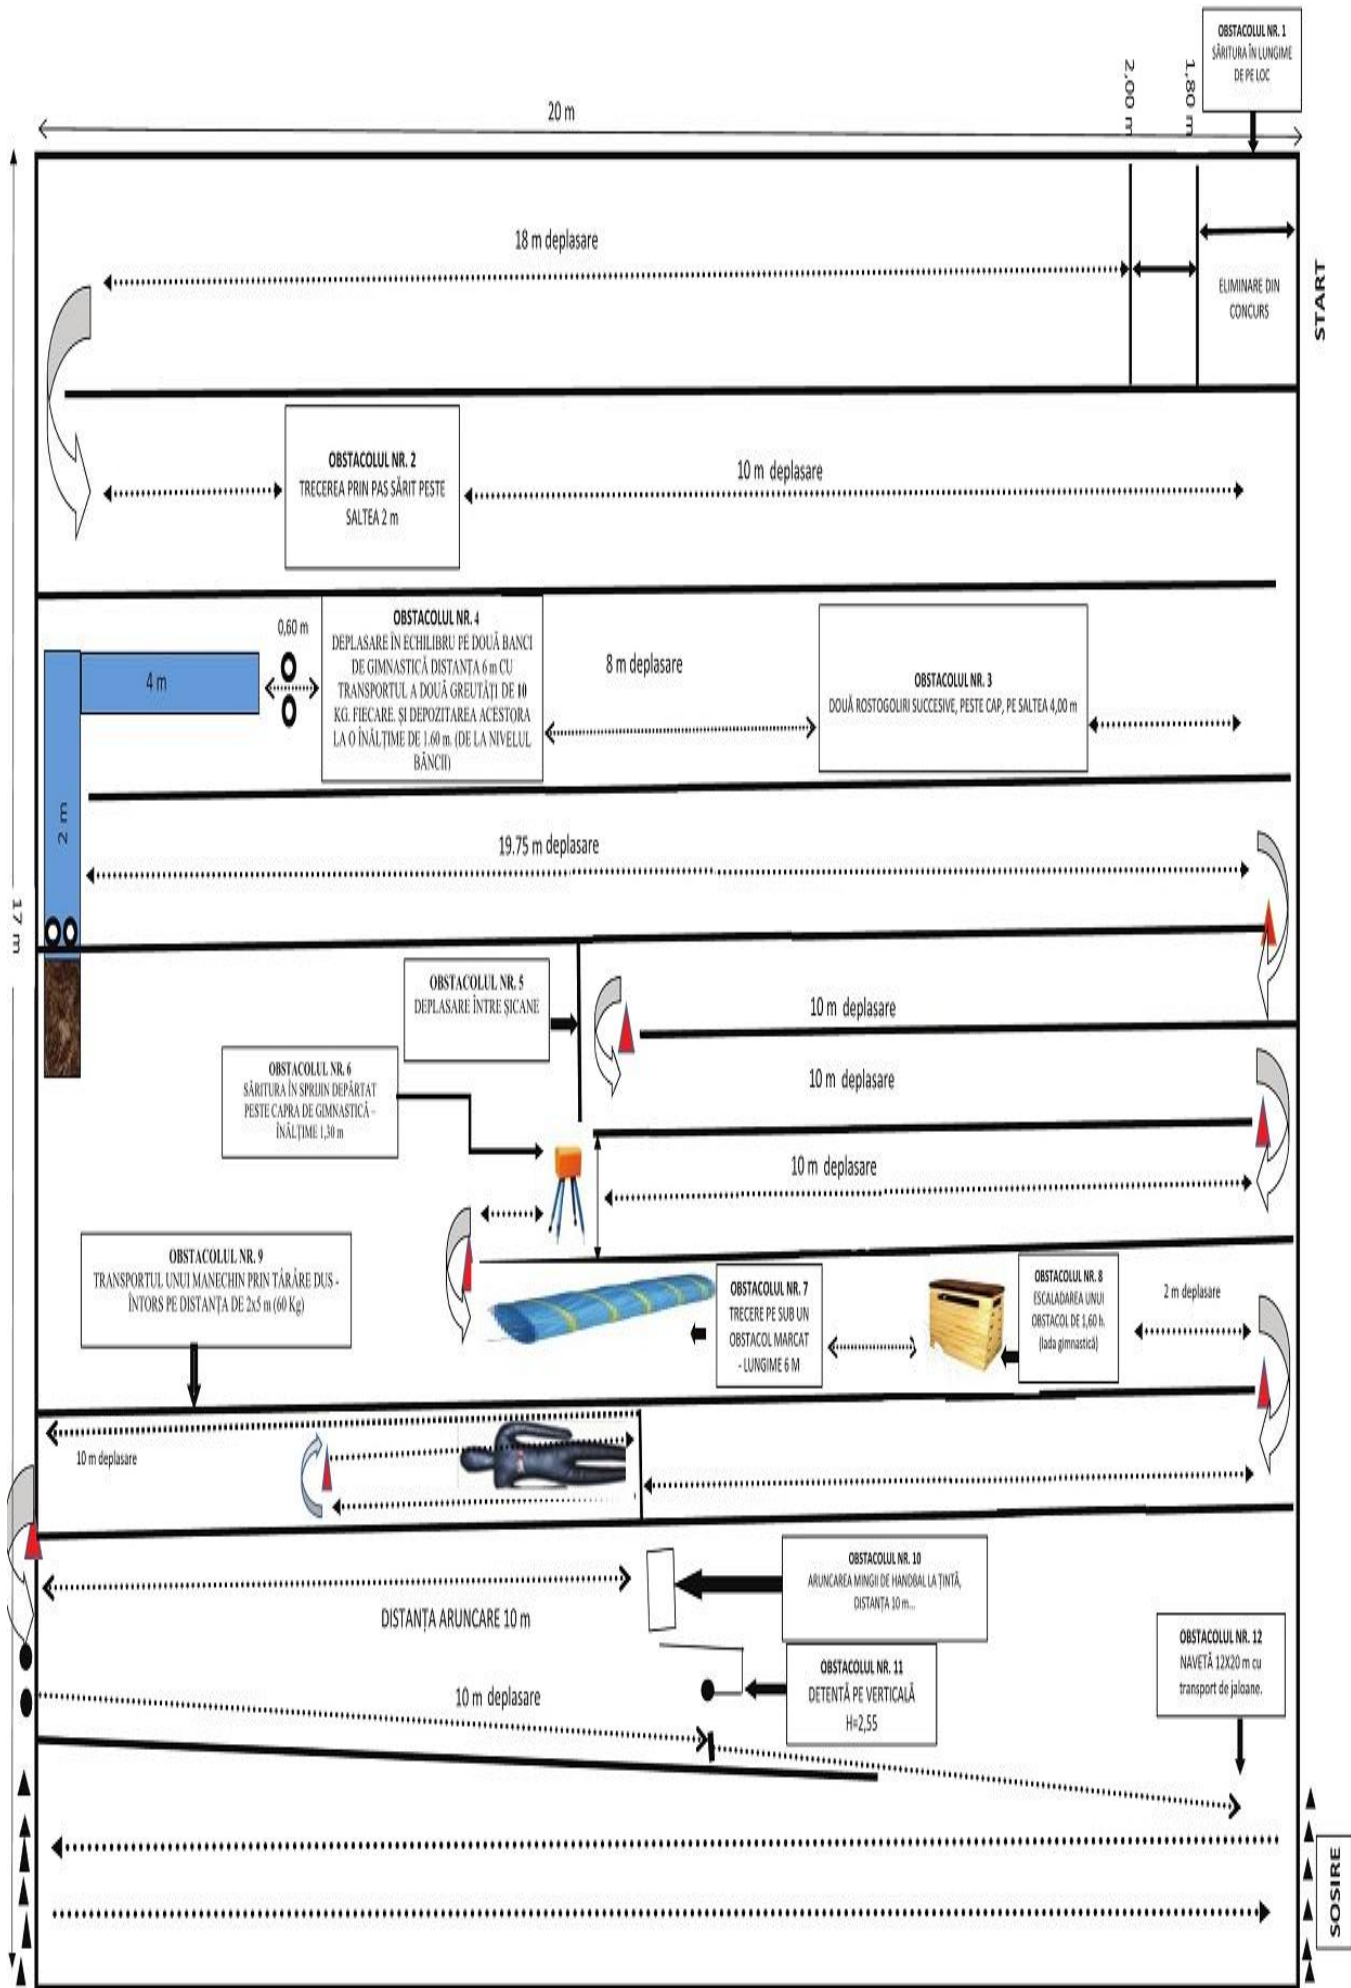 OBSTACOLUL NR. 1
SĂRITURA ÎN LUNGIME
DE PE LOC
2,00 m
1,80 m
20 m
18 m deplasare
ELIMINARE DIN
CONCURS
START
OBSTACOLUL NR. 2
TRECEREA PRIN PAS SĂRIT PESTE
SALTEA 2 m
10 m deplasare
0,60 m
4 m
OBSTACOLUL NR. 4
DEPLASARE ÎN ECHILIBRU PE DOUĂ BANCI
DE GIMNASTICĂ DISTANTA 6 m CU
TRANSPORTUL A DOUĂ GREUTĂŢI DE 10
KG. FIECARE. ŞI DEPOZITAREA ACESTORA
LA O ÎNĂLŢIME DE 1.60 m. (DE LA NIVELUL
BĂNCII)
8 m deplasare
OBSTACOLUL NR. 3
DOUĂ ROSTOGOLIRI SUCCESIVE, PESTE CAP, PE SALTEA 4,00 m
2 m
19.75 m deplasare
17 m
OBSTACOLUL NR. 5
DEPLASARE ÎNTRE ŞICANE
10 m deplasare
OBSTACOLUL NR. 6
SĂRITURA ÎN SPRIJIN DEPĂRTAT
PESTE CAPRA DE GIMNASTICĂ –
ÎNĂLŢIME 1,30 m
10 m deplasare
10 m deplasare
OBSTACOLUL NR. 9
TRANSPORTUL UNUI MANECHIN PRIN TÂRÂRE DUS -
ÎNTORS PE DISTANȚA DE 2x5 m (60 Kg)
OBSTACOLUL NR. 7
TRECERE PE SUB UN
OBSTACOL MARCAT
- LUNGIME 6 M
OBSTACOLUL NR. 8
ESCALADAREA UNUI
OBSTACOL DE 1,60 h.
(lada gimnastică)
2 m deplasare
10 m deplasare
OBSTACOLUL NR. 10
ARUNCAREA MINGII DE HANDBAL LA ȚINTĂ,
DISTANȚA 10 m...
DISTANȚA ARUNCARE 10 m
OBSTACOLUL NR. 11
DETENTĂ PE VERTICALĂ
H=2,55
OBSTACOLUL NR. 12
NAVETĂ 12X20 m cu
transport de jaloane.
10 m deplasare
SOSIRE